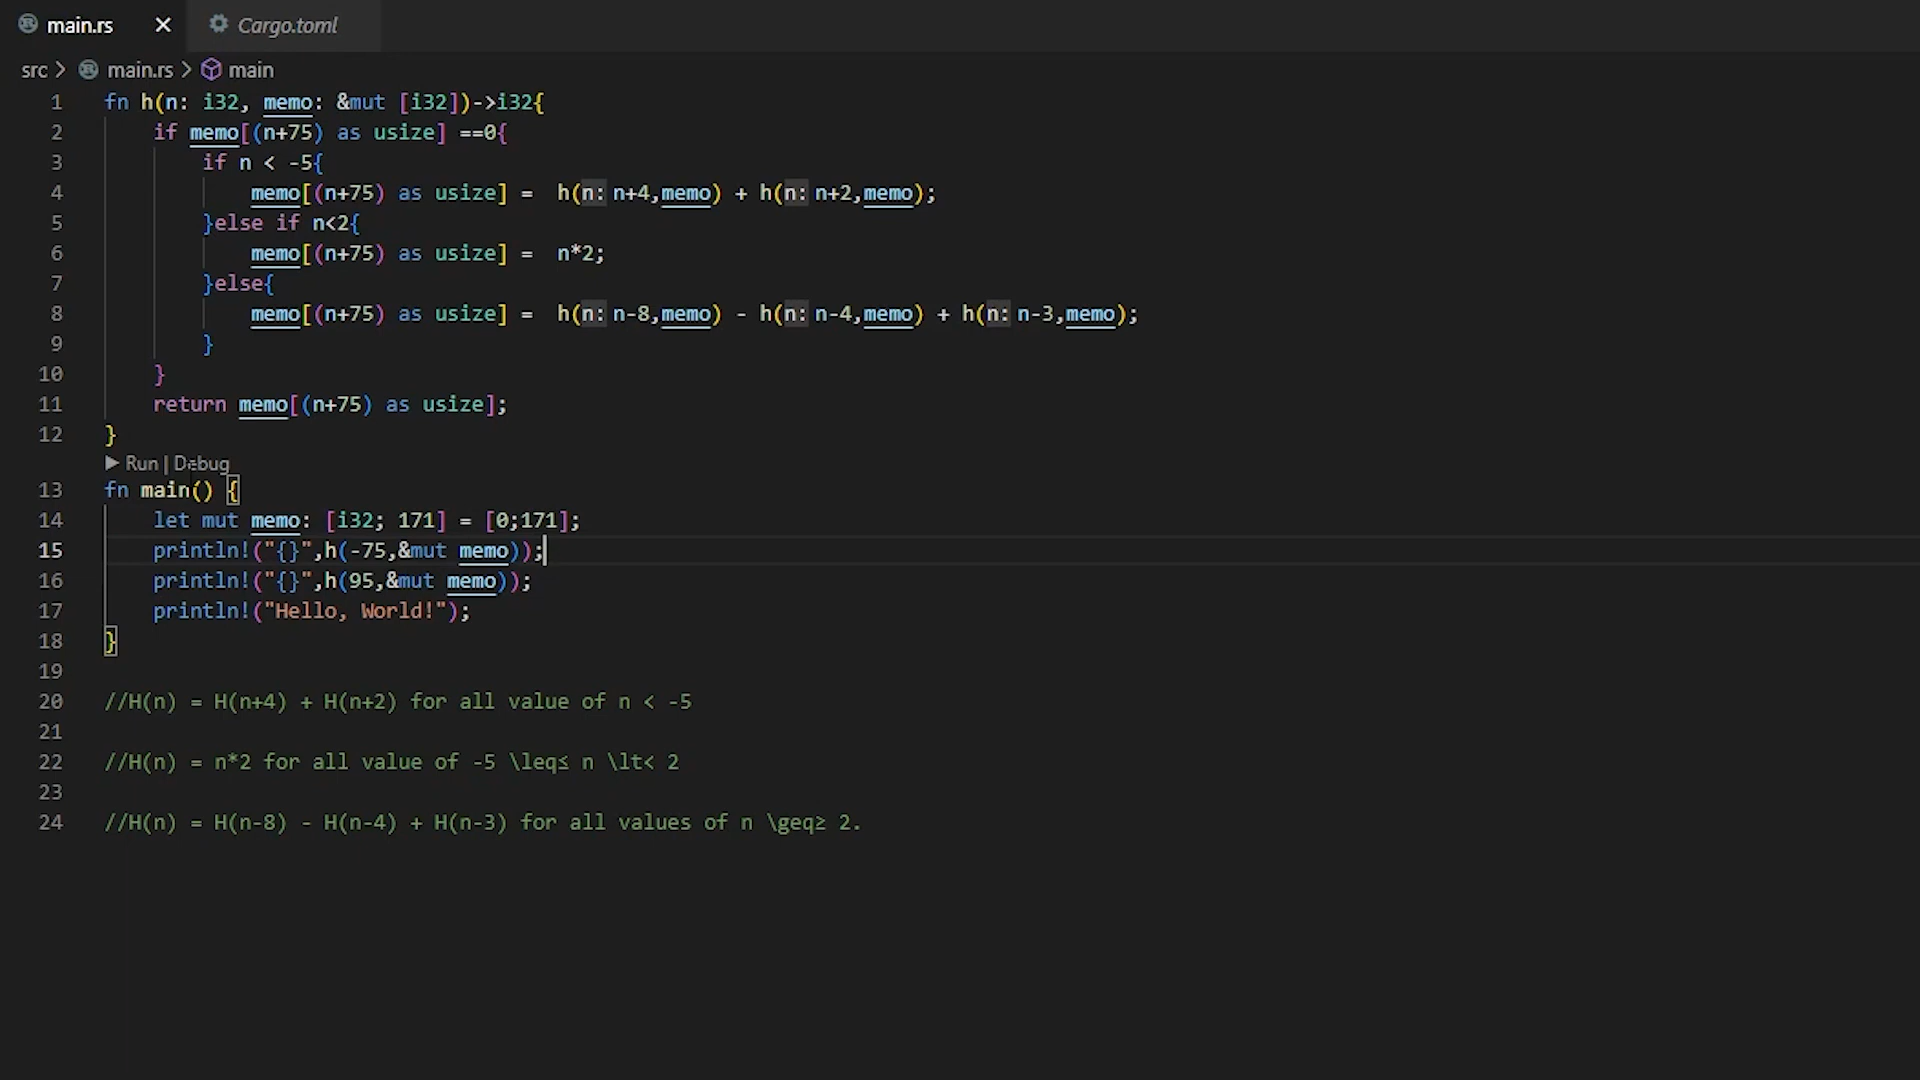 main.rs × Cargo.toml
src > main.rs > main
1 fn h(n: i32, memo: &mut [i32])->i32{
2 if memo[(n+75) as usize] ==0{
3 if n < -5{
4 memo[(n+75) as usize] = h(n: n+4,memo) + h(n: n+2,memo);
5 }else if n<2{
6 memo[(n+75) as usize] = n*2;
7 }else{
8 memo[(n+75) as usize] = h(n: n-8,memo) - h(n: n-4,memo) + h(n: n-3,memo);
9 }
10 }
11 return memo[(n+75) as usize];
12 }
▶ Run | Debug
13 fn main() {
14 let mut memo: [i32; 171] = [0;171];
15 println!("{}",h(-75,&mut memo));
16 println!("{}",h(95,&mut memo));
17 println!("Hello, World!");
18 }
19
20 //H(n) = H(n+4) + H(n+2) for all value of n < -5
21
22 //H(n) = n*2 for all value of -5 \leq≤ n \lt< 2
23
24 //H(n) = H(n-8) - H(n-4) + H(n-3) for all values of n \geq≥ 2.